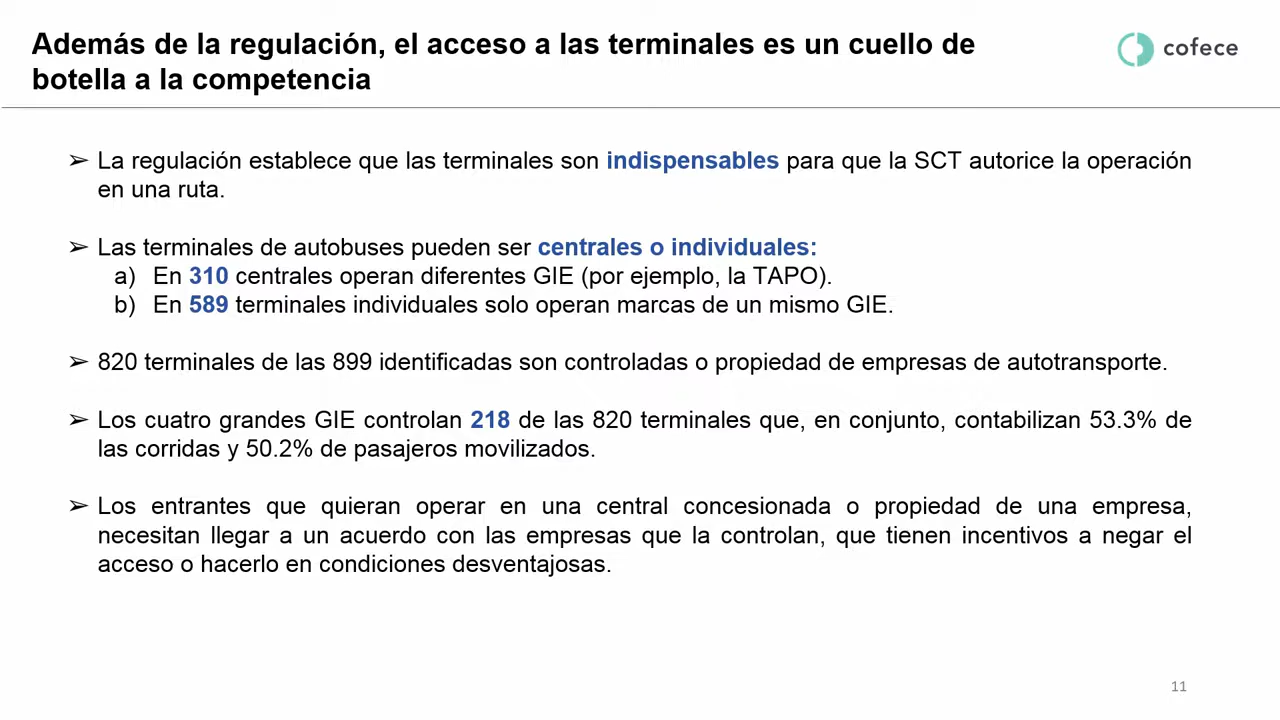 Además de la regulación, el acceso a las terminales es un cuello de
botella a la competencia
cofece
➢ La regulación establece que las terminales son indispensables para que la SCT autorice la operación
en una ruta.
➢ Las terminales de autobuses pueden ser centrales o individuales:
a) En 310 centrales operan diferentes GIE (por ejemplo, la TAPO).
b) En 589 terminales individuales solo operan marcas de un mismo GIE.
➢ 820 terminales de las 899 identificadas son controladas o propiedad de empresas de autotransporte.
➢ Los cuatro grandes GIE controlan 218 de las 820 terminales que, en conjunto, contabilizan 53.3% de
las corridas y 50.2% de pasajeros movilizados.
➢ Los entrantes que quieran operar en una central concesionada o propiedad de una empresa,
necesitan llegar a un acuerdo con las empresas que la controlan, que tienen incentivos a negar el
acceso o hacerlo en condiciones desventajosas.
11